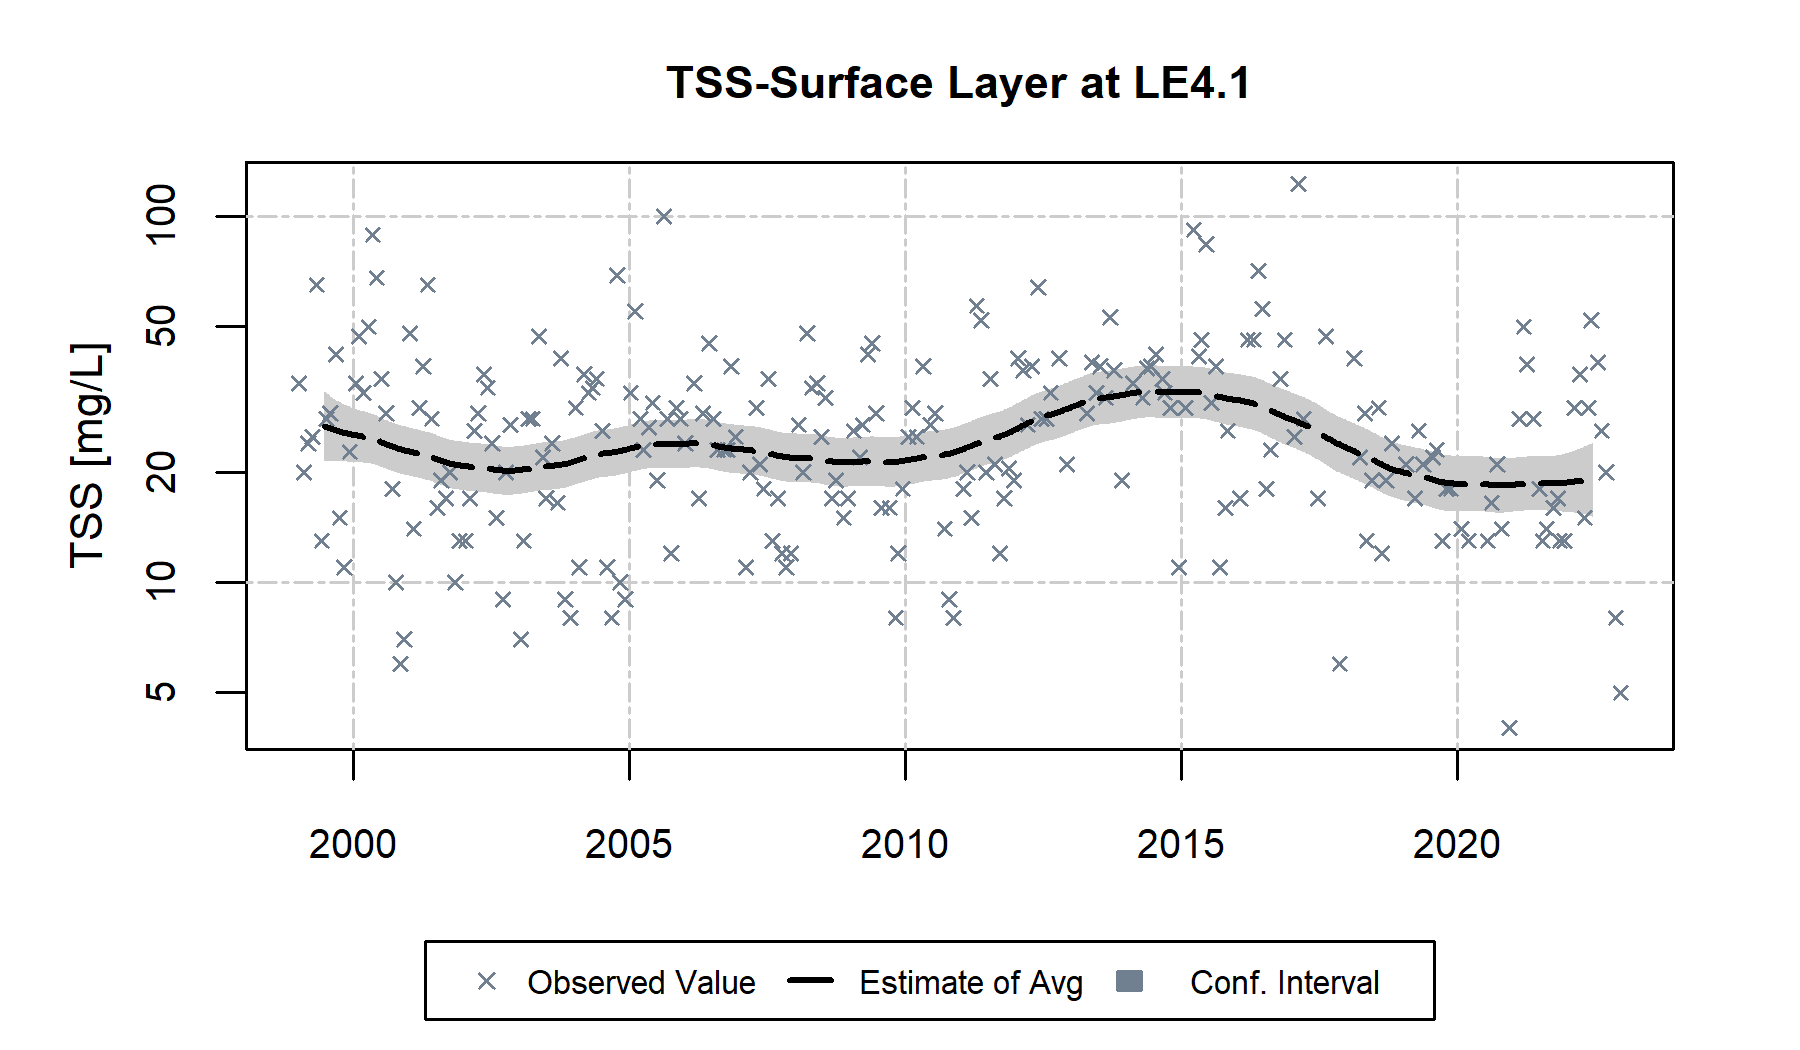 TSS-Surface Layer at LE4.1
TSS [mg/L]
100
50
20
10
5
2000 2005 2010 2015 2020
Observed Value Estimate of Avg Conf. Interval